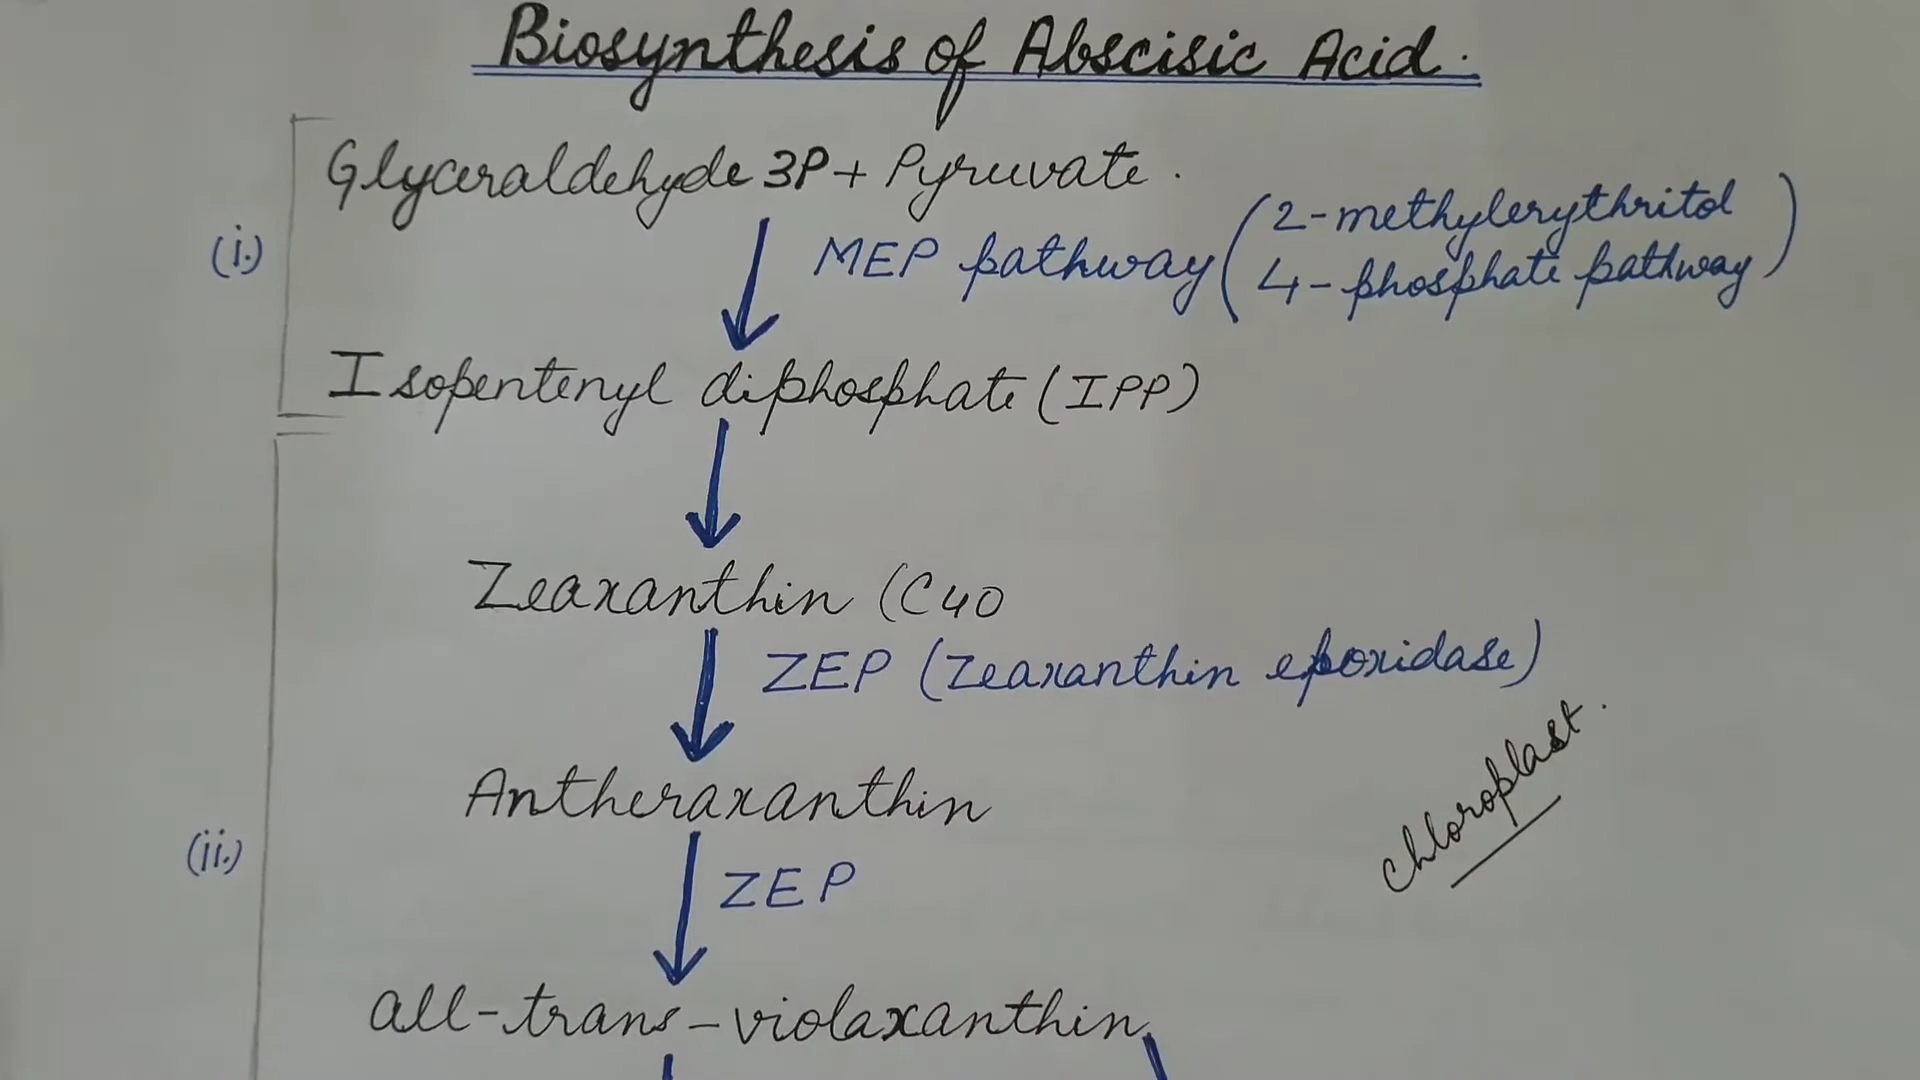 Biosynthesis of Abscisic Acid.
Glyceraldehyde 3P + Pyruvate.
(i.)
MEP pathway (2-methylerythritol
4-phosphate pathway)
Isopentenyl diphosphate (IPP)
Zeaxanthin (C40
ZEP (Zeaxanthin epoxidase)
Chloroplast.
Antheraxanthin
(ii.)
ZEP
all-trans-violaxanthin